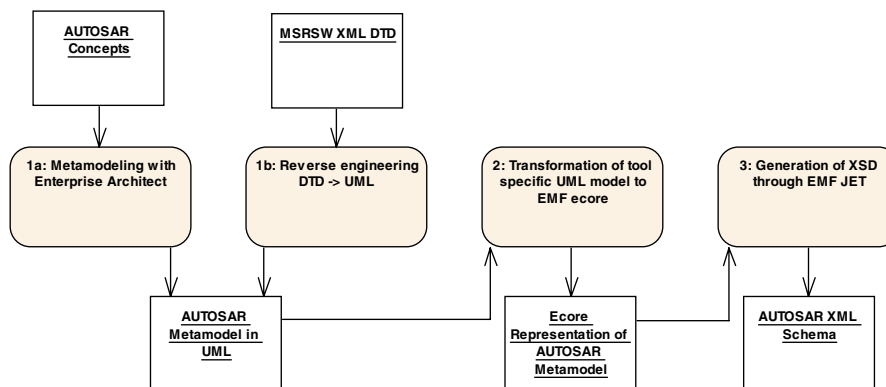 AUTOSAR
Concepts
MSRSW XML DTD
1a: Metamodeling with
Enterprise Architect
1b: Reverse engineering
DTD -> UML
2: Transformation of tool
specific UML model to
EMF ecore
3: Generation of XSD
through EMF JET
AUTOSAR
Metamodel in
UML
Ecore
Representation of
AUTOSAR
Metamodel
AUTOSAR XML
Schema